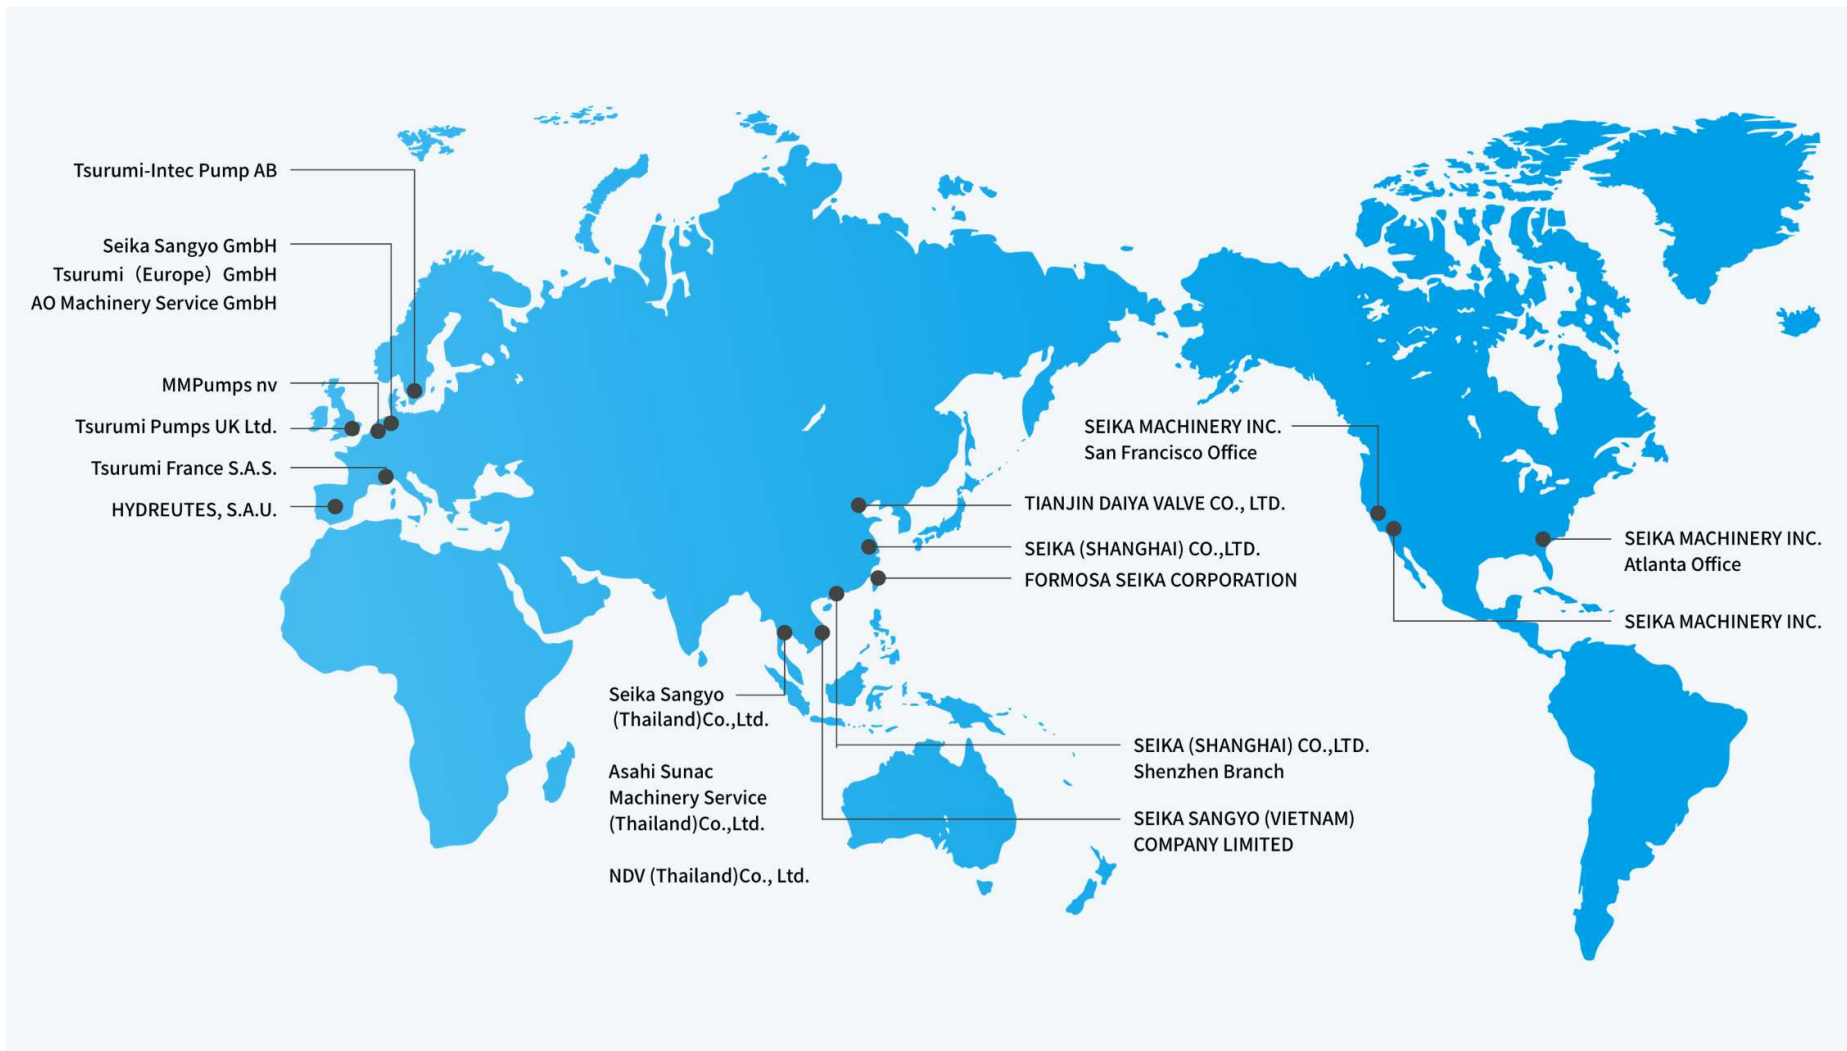 Tsurumi-Intec Pump AB
Seika Sangyo GmbH
Tsurumi（Europe）GmbH
AO Machinery Service GmbH
MMPumps nv
Tsurumi Pumps UK Ltd.
Tsurumi France S.A.S.
HYDREUTES, S.A.U.
Seika Sangyo
(Thailand)Co.,Ltd.
Asahi Sunac
Machinery Service
(Thailand)Co.,Ltd.
NDV (Thailand)Co., Ltd.
SEIKA MACHINERY INC.
San Francisco Office
TIANJIN DAIYA VALVE CO., LTD.
SEIKA (SHANGHAI) CO.,LTD.
FORMOSA SEIKA CORPORATION
SEIKA (SHANGHAI) CO.,LTD.
Shenzhen Branch
SEIKA SANGYO (VIETNAM)
COMPANY LIMITED
SEIKA MACHINERY INC.
Atlanta Office
SEIKA MACHINERY INC.